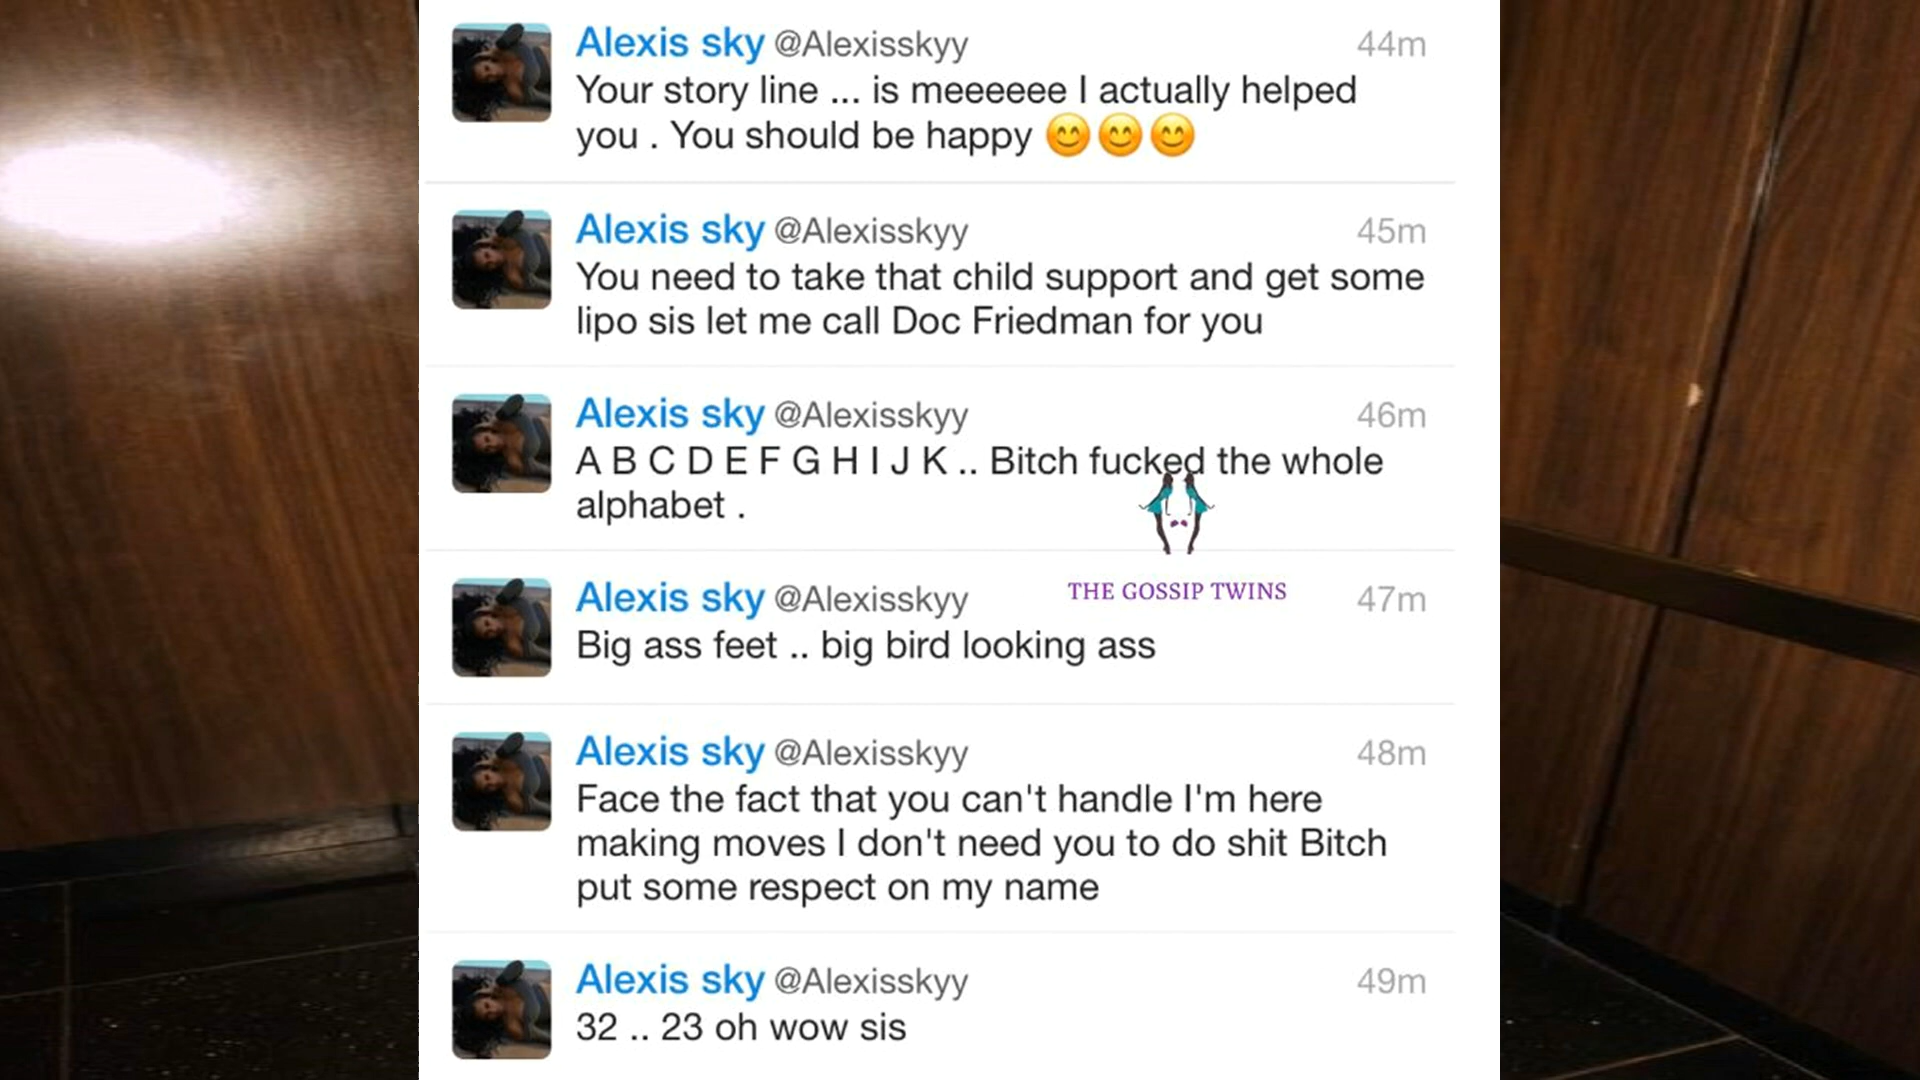 Alexis sky @Alexisskyy 44m
Your story line ... is meeeeee I actually helped
you . You should be happy 😊😊😊
Alexis sky @Alexisskyy 45m
You need to take that child support and get some
lipo sis let me call Doc Friedman for you
Alexis sky @Alexisskyy 46m
A B C D E F G H I J K .. Bitch fucked the whole
alphabet .
THE GOSSIP TWINS
Alexis sky @Alexisskyy 47m
Big ass feet .. big bird looking ass
Alexis sky @Alexisskyy 48m
Face the fact that you can't handle I'm here
making moves I don't need you to do shit Bitch
put some respect on my name
Alexis sky @Alexisskyy 49m
32 .. 23 oh wow sis